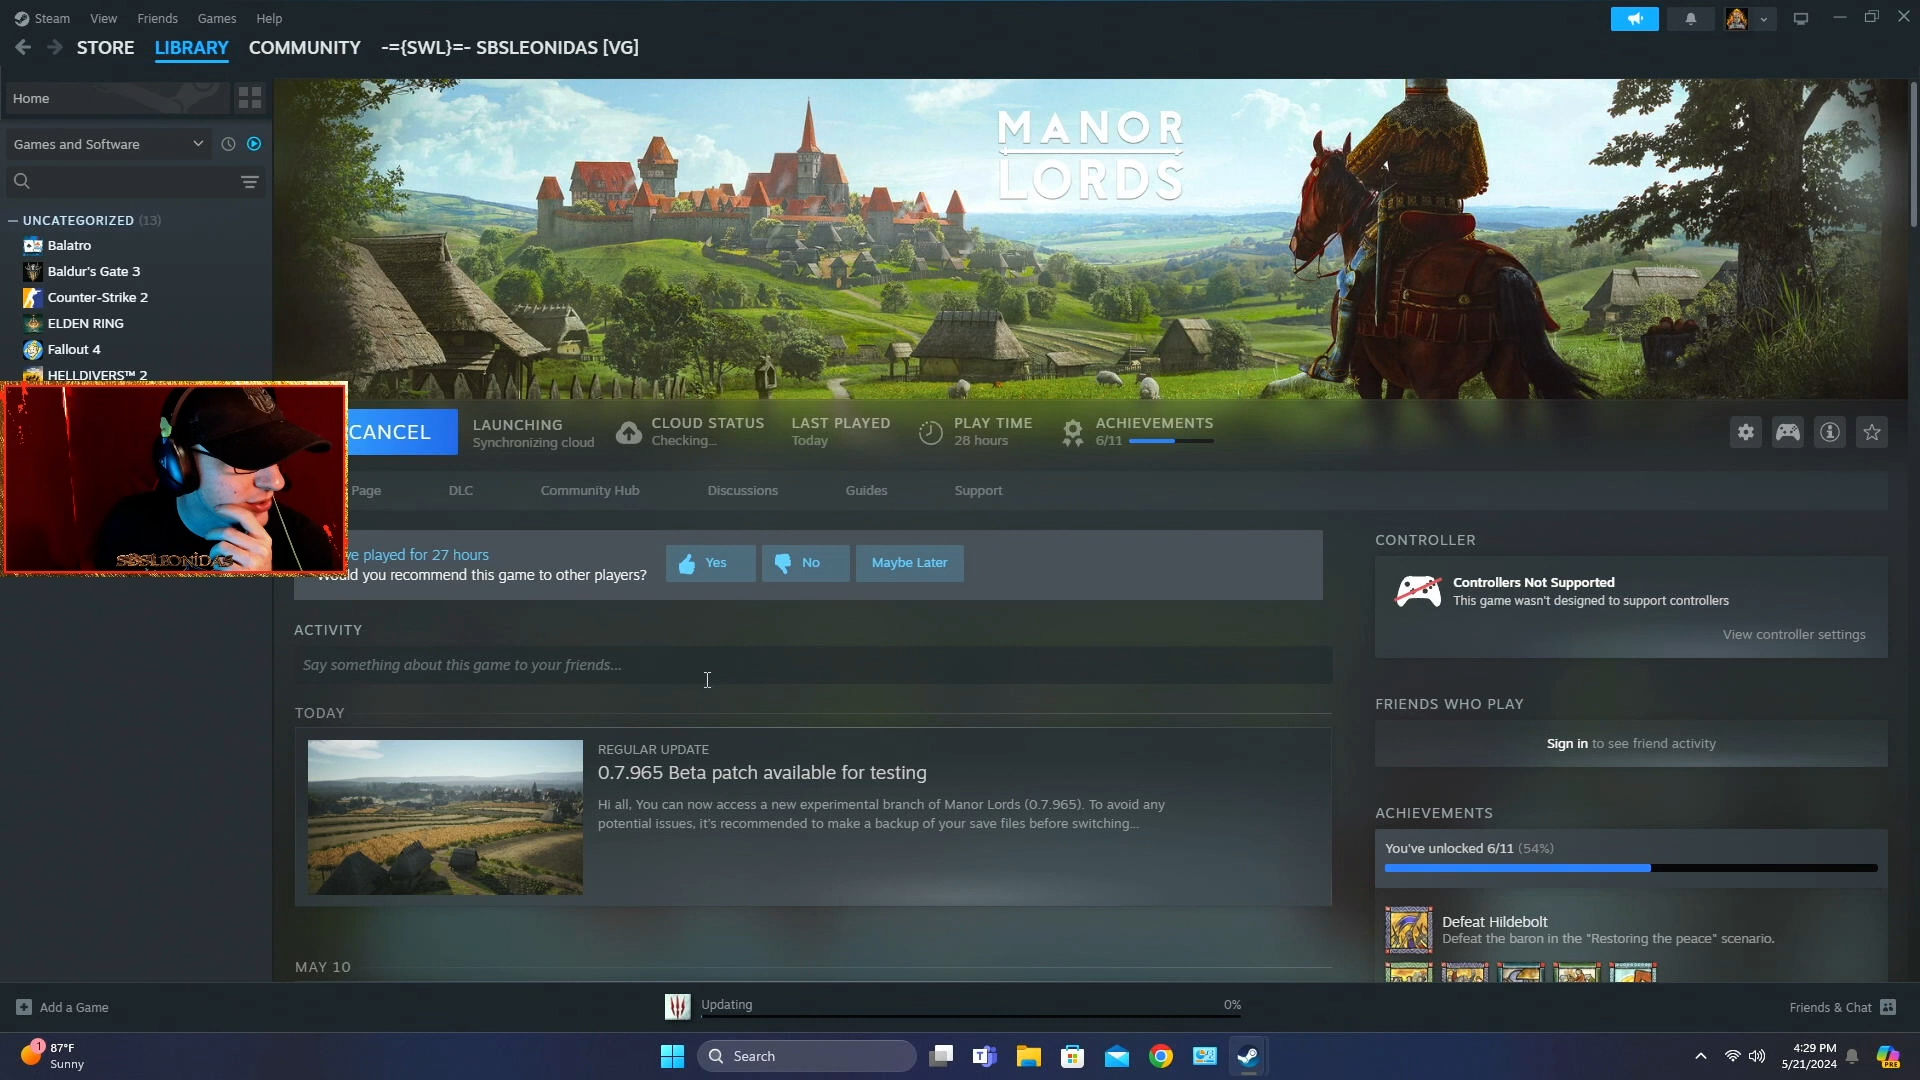 Steam View Friends Games Help
STORE LIBRARY COMMUNITY -={SWL}=- SBSLEONIDAS [VG]
Home
Games and Software
MANOR
LORDS
— UNCATEGORIZED (13)
Balatro
Baldur's Gate 3
Counter-Strike 2
ELDEN RING
Fallout 4
HELLDIVERS™ 2
SBSLEONIDAS
CANCEL
LAUNCHING
Synchronizing cloud
CLOUD STATUS
Checking...
LAST PLAYED
Today
PLAY TIME
28 hours
ACHIEVEMENTS
6/11
Page DLC Community Hub Discussions Guides Support
ve played for 27 hours
ould you recommend this game to other players?
Yes No Maybe Later
ACTIVITY
Say something about this game to your friends...
TODAY
REGULAR UPDATE
0.7.965 Beta patch available for testing
Hi all, You can now access a new experimental branch of Manor Lords (0.7.965). To avoid any
potential issues, it's recommended to make a backup of your save files before switching...
MAY 10
CONTROLLER
Controllers Not Supported
This game wasn't designed to support controllers
View controller settings
FRIENDS WHO PLAY
Sign in to see friend activity
ACHIEVEMENTS
You've unlocked 6/11 (54%)
Defeat Hildebolt
Defeat the baron in the "Restoring the peace" scenario.
Add a Game
Updating 0%
Friends & Chat
1
87°F
Sunny
Search
4:29 PM
5/21/2024
PRE